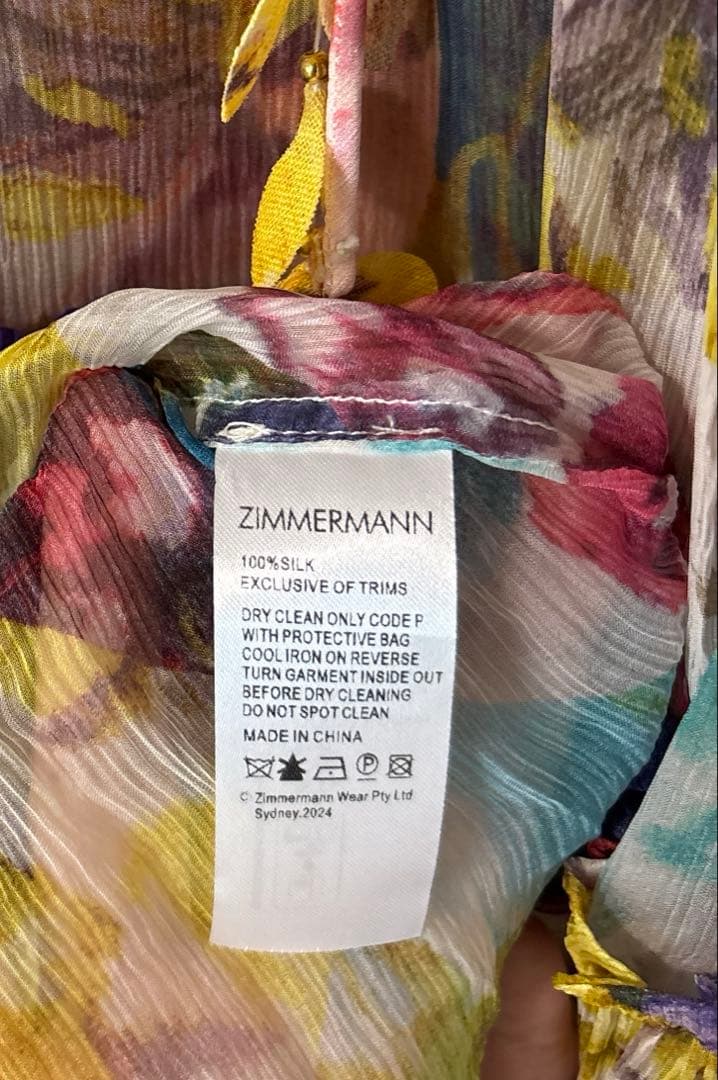 ZIMMERMANN
100%SILK
EXCLUSIVE OF TRIMS
DRY CLEAN ONLY CODE P
WITH PROTECTIVE BAG
COOL IRON ON REVERSE
TURN GARMENT INSIDE OUT
BEFORE DRY CLEANING
DO NOT SPOT CLEAN
MADE IN CHINA
P
© Zimmermann Wear Pty Ltd
Sydney.2024